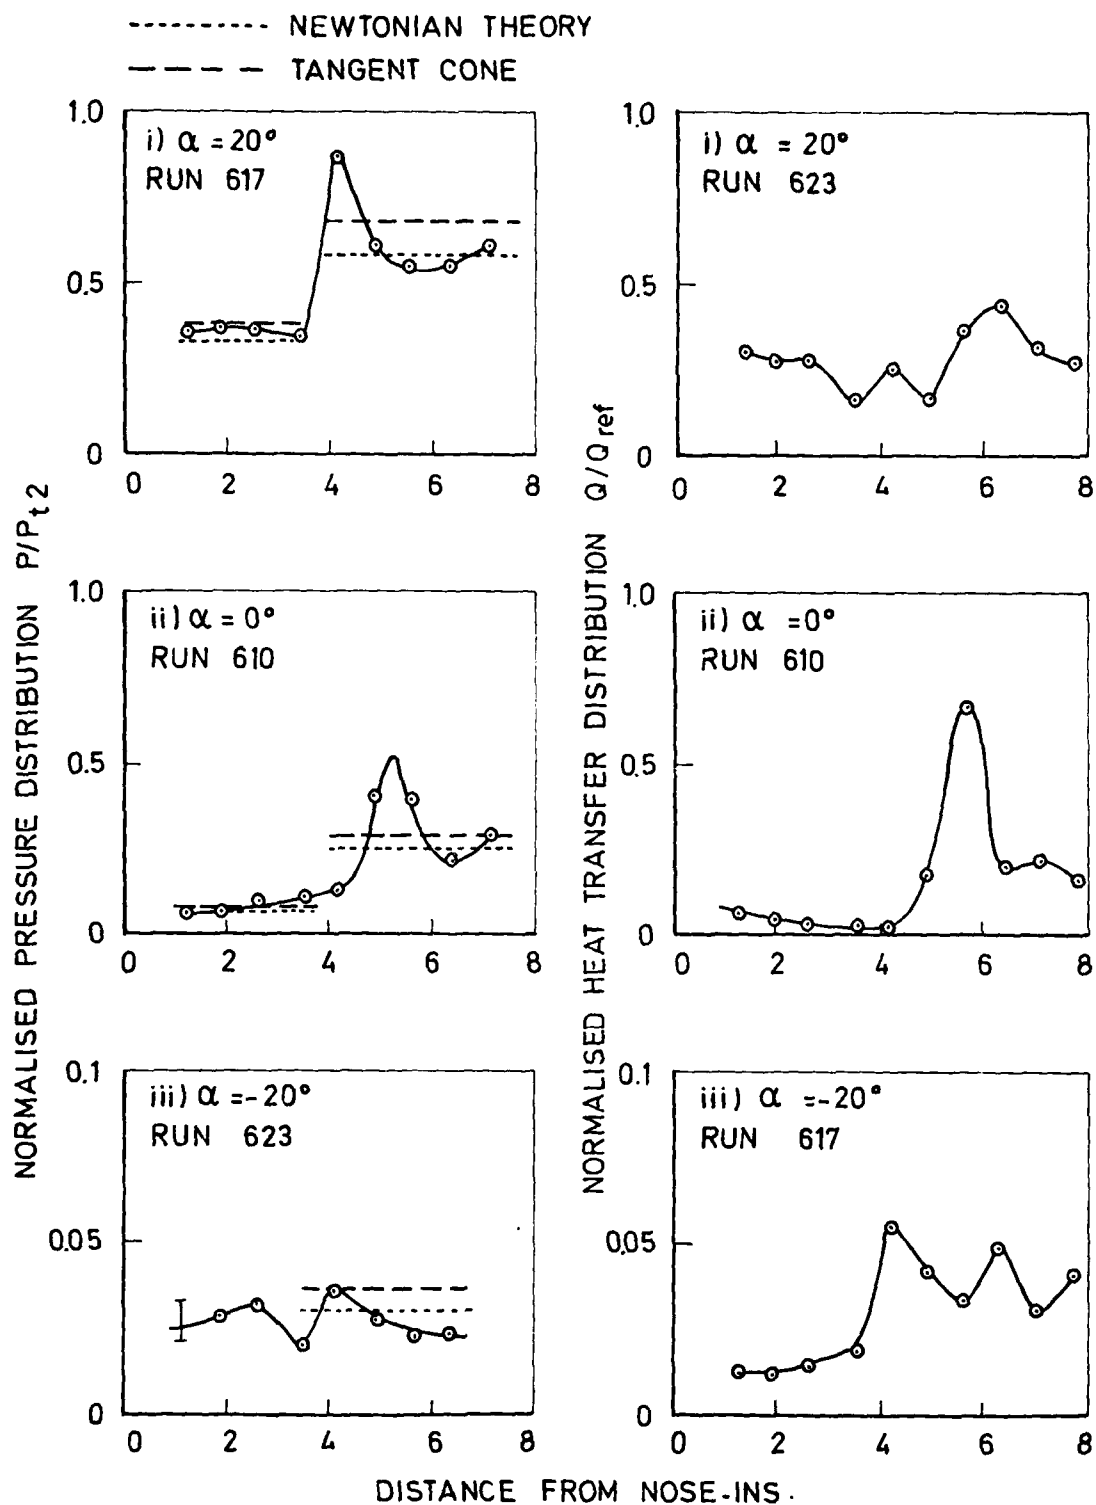 NEWTONIAN THEORY
TANGENT CONE
NORMALISED PRESSURE DISTRIBUTION P/Pt2
1.0
0.5
0
i) α = 20°
RUN 617
0 2 4 6 8
1.0
0.5
0
ii) α = 0°
RUN 610
0 2 4 6 8
0.1
0.05
0
iii) α = -20°
RUN 623
0 2 4 6 8
NORMALISED HEAT TRANSFER DISTRIBUTION Q/Qref
1.0
0.5
0
i) α = 20°
RUN 623
0 2 4 6 8
1.0
0.5
0
ii) α = 0°
RUN 610
0 2 4 6 8
0.1
0.05
0
iii) α = -20°
RUN 617
0 2 4 6 8
DISTANCE FROM NOSE-INS.